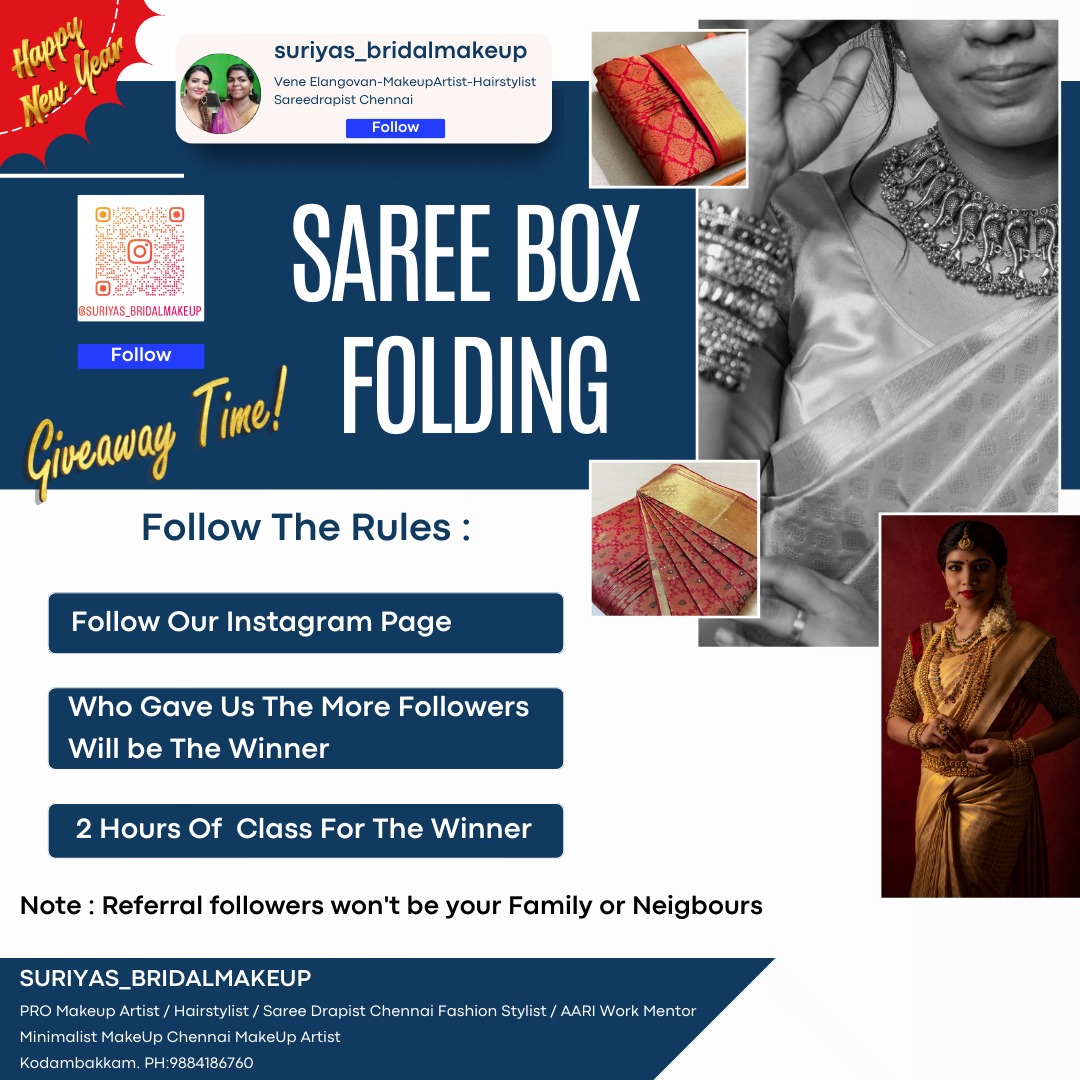 Happy
New Year
suriyas_bridalmakeup
Vene Elangovan-MakeupArtist-Hairstylist
Sareedrapist Chennai
Follow
@SURIYAS_BRIDALMAKEUP
Follow
SAREE BOX
FOLDING
Giveaway Time!
Follow The Rules :
Follow Our Instagram Page
Who Gave Us The More Followers
Will be The Winner
2 Hours Of Class For The Winner
Note : Referral followers won't be your Family or Neigbours
SURIYAS_BRIDALMAKEUP
PRO Makeup Artist / Hairstylist / Saree Drapist Chennai Fashion Stylist / AARI Work Mentor
Minimalist MakeUp Chennai MakeUp Artist
Kodambakkam. PH:9884186760